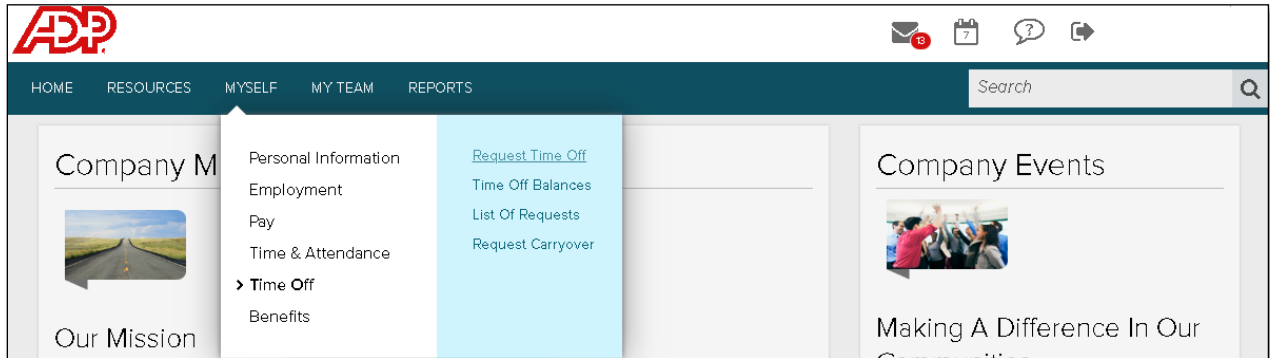 ADP
13
7
?
HOME RESOURCES MYSELF MY TEAM REPORTS
Search
Company M
Personal Information
Employment
Pay
Time & Attendance
> Time Off
Benefits
Request Time Off
Time Off Balances
List Of Requests
Request Carryover
Our Mission
Company Events
Making A Difference In Our